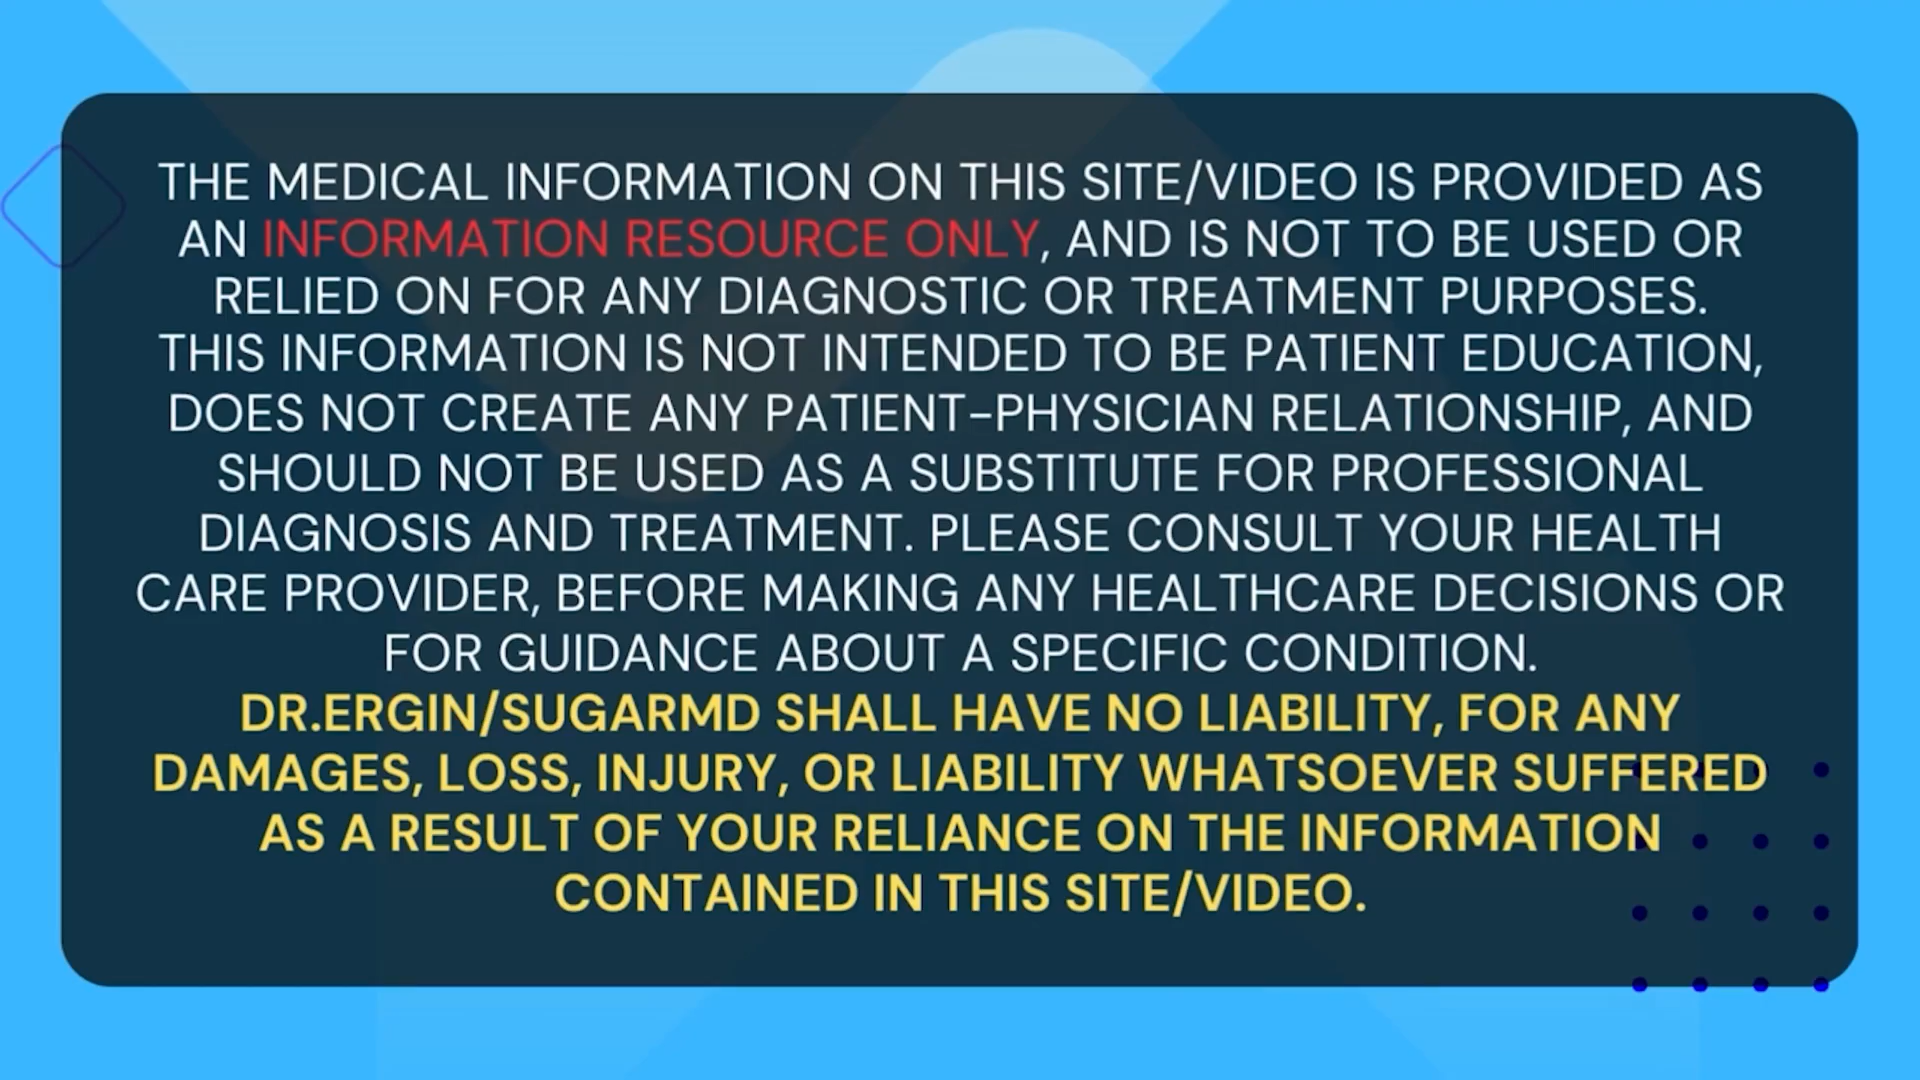 THE MEDICAL INFORMATION ON THIS SITE/VIDEO IS PROVIDED AS
AN INFORMATION RESOURCE ONLY, AND IS NOT TO BE USED OR
RELIED ON FOR ANY DIAGNOSTIC OR TREATMENT PURPOSES.
THIS INFORMATION IS NOT INTENDED TO BE PATIENT EDUCATION,
DOES NOT CREATE ANY PATIENT-PHYSICIAN RELATIONSHIP, AND
SHOULD NOT BE USED AS A SUBSTITUTE FOR PROFESSIONAL
DIAGNOSIS AND TREATMENT. PLEASE CONSULT YOUR HEALTH
CARE PROVIDER, BEFORE MAKING ANY HEALTHCARE DECISIONS OR
FOR GUIDANCE ABOUT A SPECIFIC CONDITION.
DR.ERGIN/SUGARMD SHALL HAVE NO LIABILITY, FOR ANY
DAMAGES, LOSS, INJURY, OR LIABILITY WHATSOEVER SUFFERED
AS A RESULT OF YOUR RELIANCE ON THE INFORMATION
CONTAINED IN THIS SITE/VIDEO.